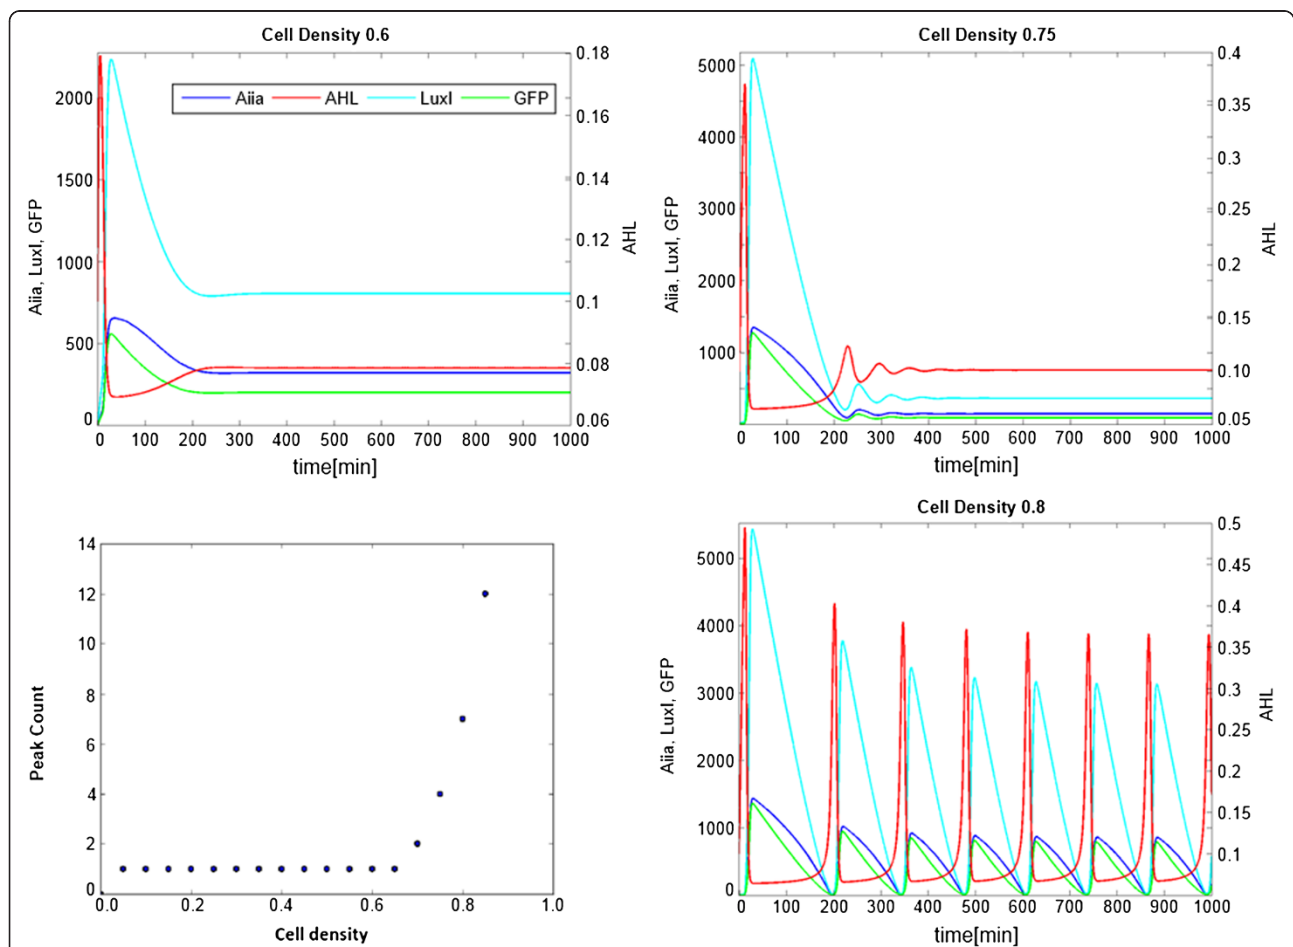 Cell Density 0.6
Aiia AHL LuxI GFP
2000
1500
1000
500
0
Aiia, LuxI, GFP
0.18
0.16
0.14
0.12
0.1
0.08
0.06
AHL
0 100 200 300 400 500 600 700 800 900 1000
time[min]
Cell Density 0.75
5000
4000
3000
2000
1000
0
Aiia, LuxI, GFP
0.4
0.35
0.3
0.25
0.2
0.15
0.10
0.05
AHL
0 100 200 300 400 500 600 700 800 900 1000
time[min]
14
12
10
8
6
4
2
0
Peak Count
0.0 0.2 0.4 0.6 0.8 1.0
Cell density
Cell Density 0.8
5000
4000
3000
2000
1000
0
Aiia, LuxI, GFP
0.5
0.4
0.3
0.2
0.1
0
AHL
0 100 200 300 400 500 600 700 800 900 1000
time[min]